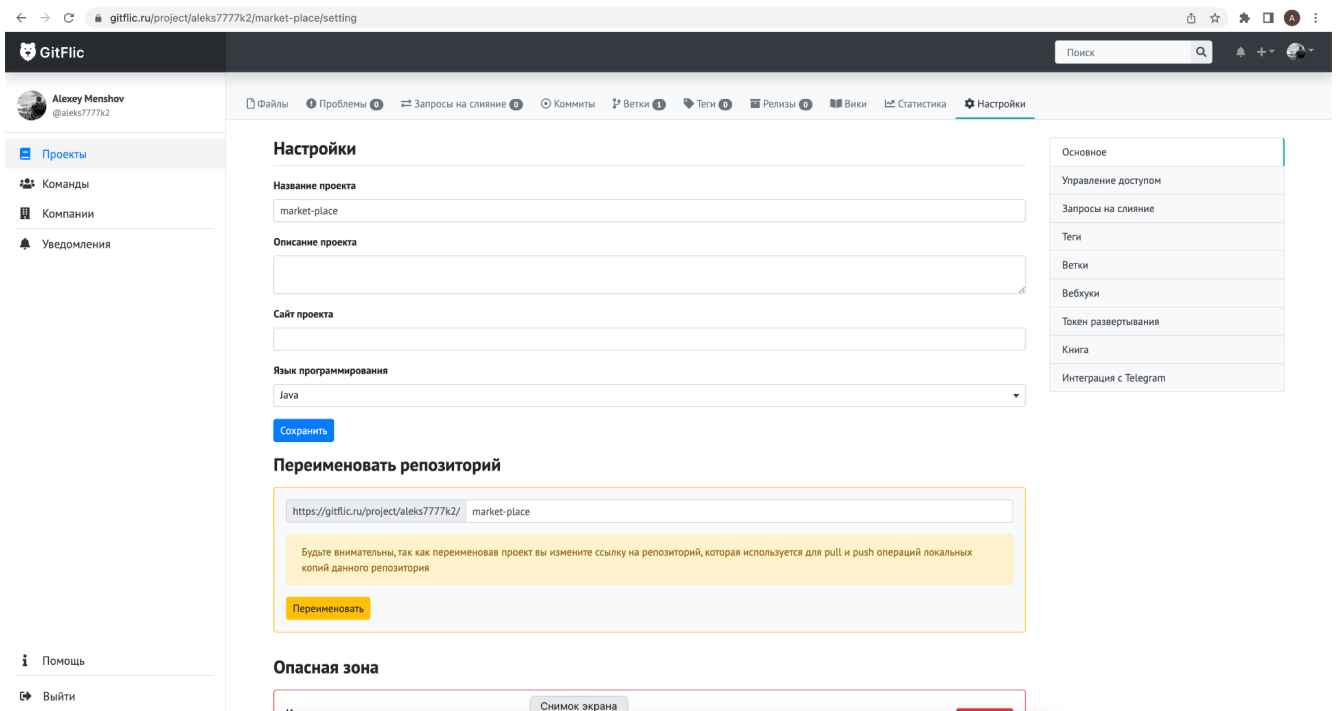 gitflic.ru/project/aleks7777k2/market-place/setting
A
GitFlic
Поиск
Alexey Menshov
@aleks7777k2
Файлы Проблемы 0 Запросы на слияние 0 Коммиты Ветки 1 Теги 0 Релизы 0 Вики Статистика Настройки
Проекты
Команды
Компании
Уведомления
Настройки
Название проекта
market-place
Описание проекта
Сайт проекта
Язык программирования
Java
Сохранить
Основное
Управление доступом
Запросы на слияние
Теги
Ветки
Вебхуки
Токен развертывания
Книга
Интеграция с Telegram
Переименовать репозиторий
https://gitflic.ru/project/aleks7777k2/ market-place
Будьте внимательны, так как переименовав проект вы измените ссылку на репозиторий, которая используется для pull и push операций локальных
копий данного репозитория
Переименовать
Опасная зона
Снимок экрана
Помощь
Выйти